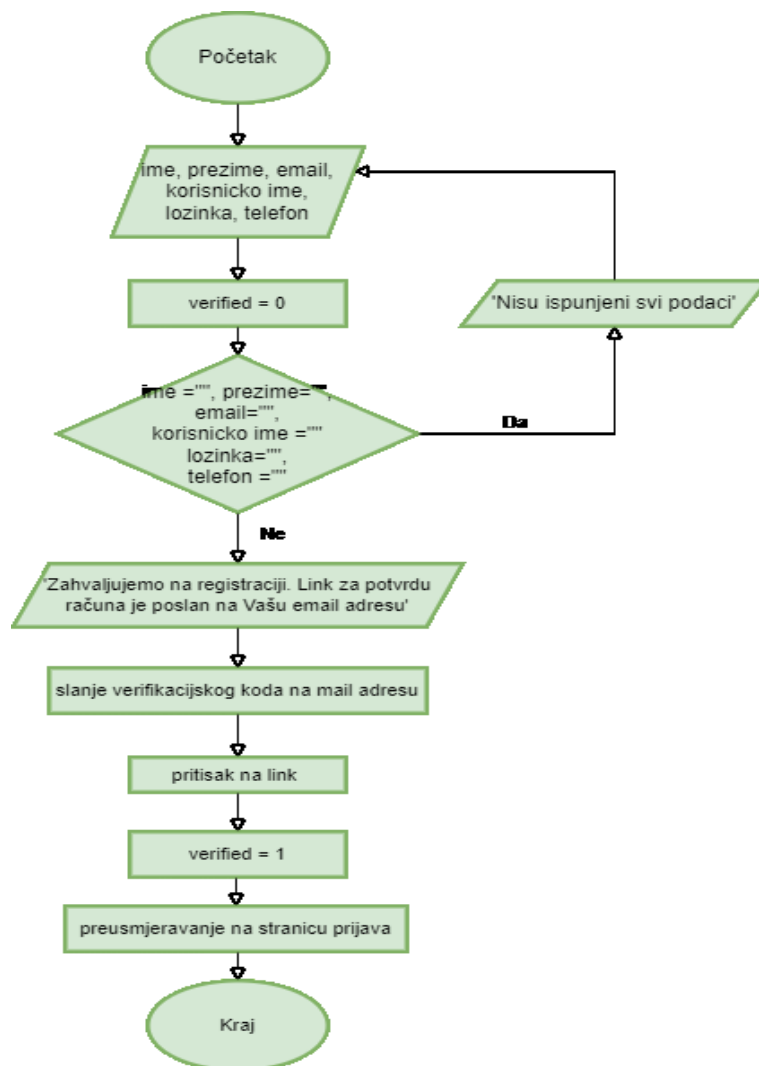 Početak
ime, prezime, email,
korisnicko ime,
lozinka, telefon
verified = 0
'Nisu ispunjeni svi podaci'
ime ="", prezime="",
email="",
korisnicko ime =""
lozinka="",
telefon =""
Da
Ne
'Zahvaljujemo na registraciji. Link za potvrdu
računa je poslan na Vašu email adresu'
slanje verifikacijskog koda na mail adresu
pritisak na link
verified = 1
preusmjeravanje na stranicu prijava
Kraj